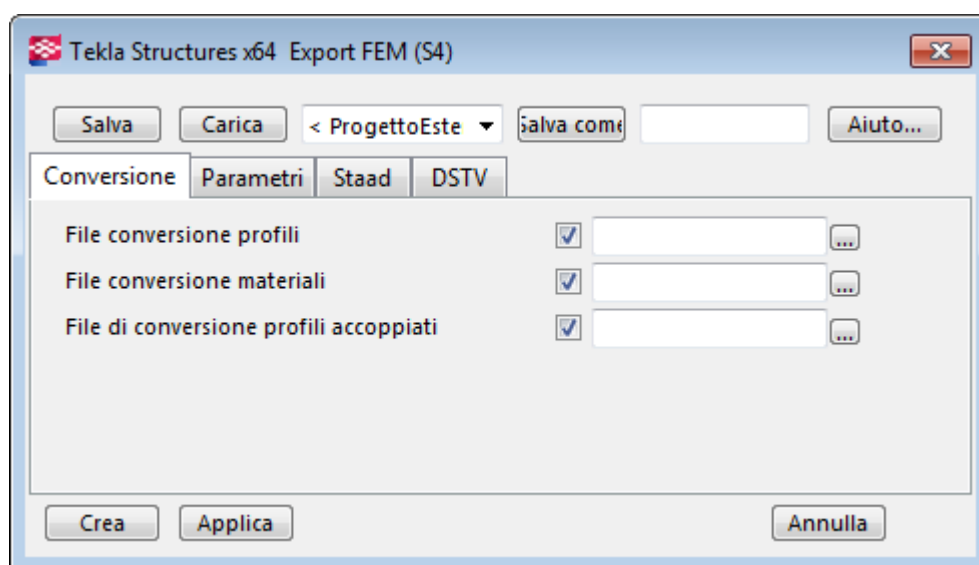 Tekla Structures x64 Export FEM (S4)
Salva Carica < ProgettoEste Salva come Aiuto...
Conversione Parametri Staad DSTV
File conversione profili ...
File conversione materiali ...
File di conversione profili accoppiati ...
Crea Applica Annulla